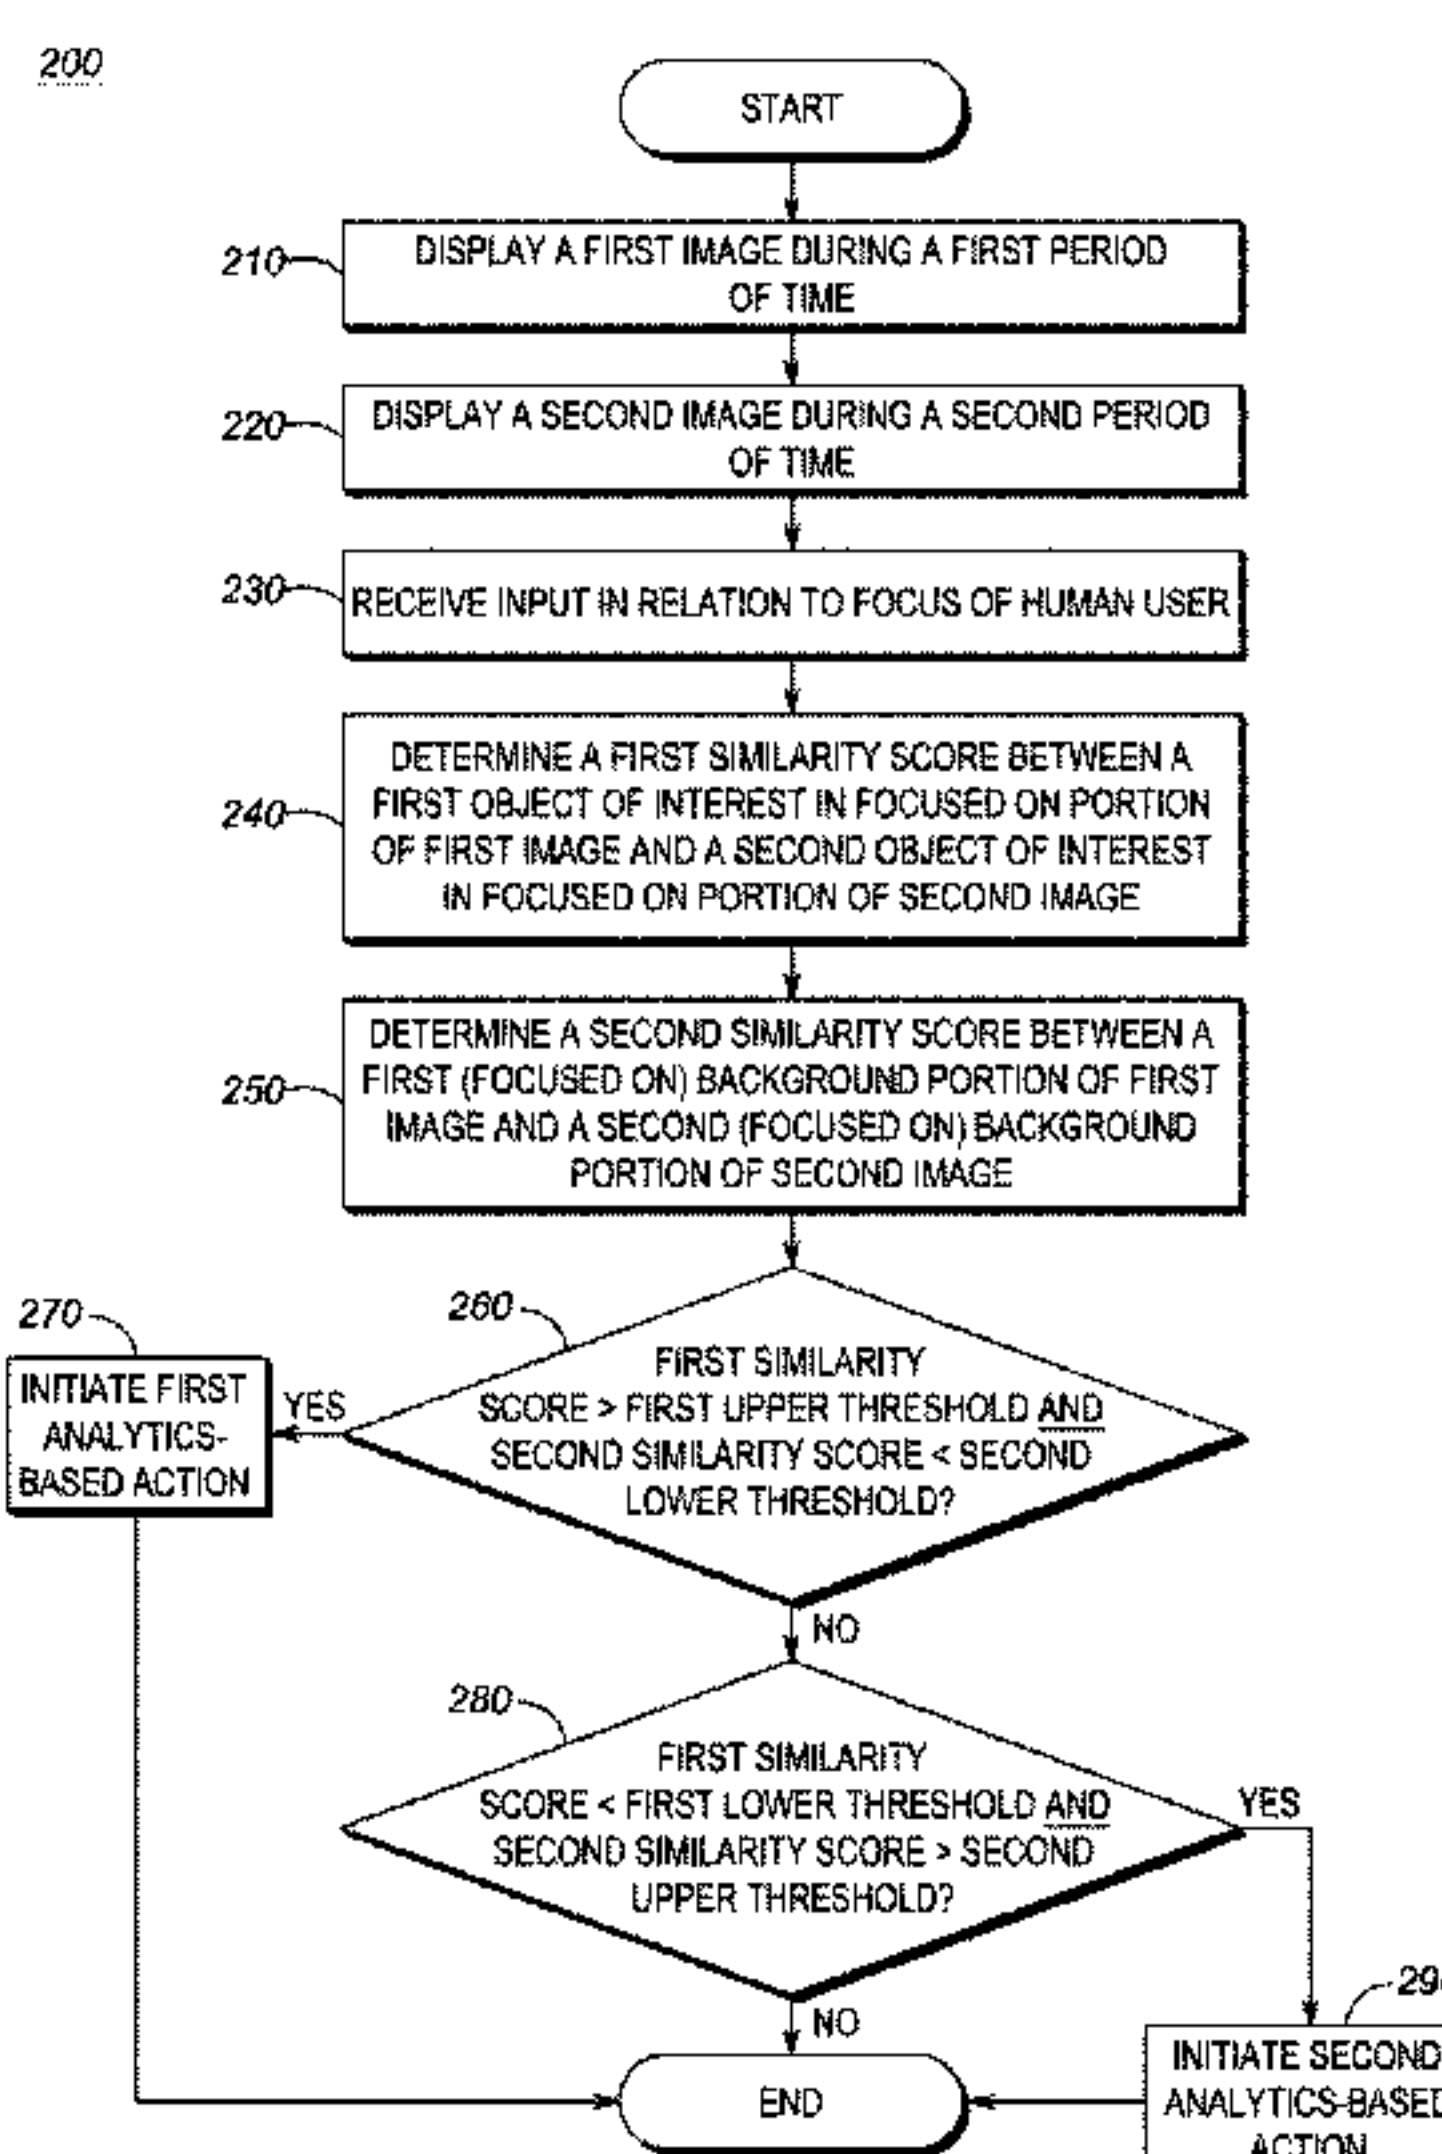 200
START
210
DISPLAY A FIRST IMAGE DURING A FIRST PERIOD
OF TIME
220
DISPLAY A SECOND IMAGE DURING A SECOND PERIOD
OF TIME
230
RECEIVE INPUT IN RELATION TO FOCUS OF HUMAN USER
240
DETERMINE A FIRST SIMILARITY SCORE BETWEEN A
FIRST OBJECT OF INTEREST IN FOCUSED ON PORTION
OF FIRST IMAGE AND A SECOND OBJECT OF INTEREST
IN FOCUSED ON PORTION OF SECOND IMAGE
250
DETERMINE A SECOND SIMILARITY SCORE BETWEEN A
FIRST (FOCUSED ON) BACKGROUND PORTION OF FIRST
IMAGE AND A SECOND (FOCUSED ON) BACKGROUND
PORTION OF SECOND IMAGE
260
FIRST SIMILARITY
SCORE > FIRST UPPER THRESHOLD AND
SECOND SIMILARITY SCORE < SECOND
LOWER THRESHOLD?
YES
270
INITIATE FIRST
ANALYTICS-
BASED ACTION
NO
280
FIRST SIMILARITY
SCORE < FIRST LOWER THRESHOLD AND
SECOND SIMILARITY SCORE > SECOND
UPPER THRESHOLD?
YES
NO
INITIATE SECOND
ANALYTICS-BASED
ACTION
END